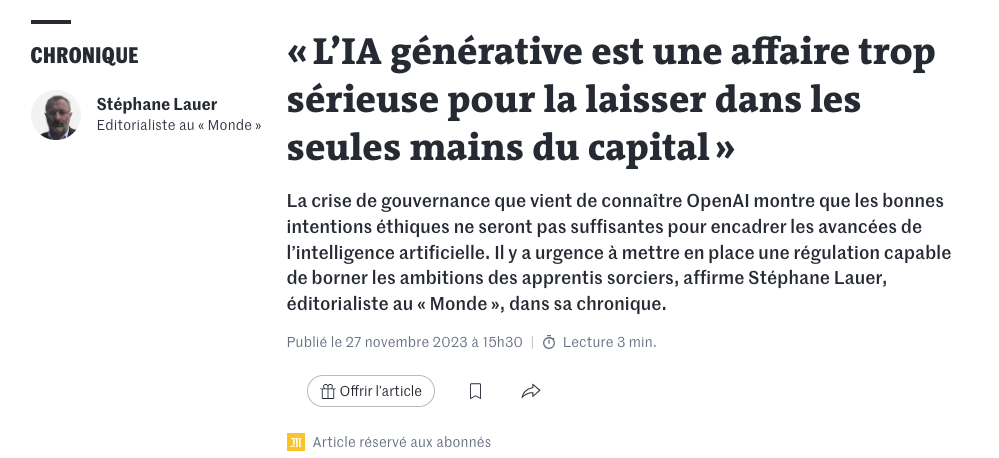 CHRONIQUE
Stéphane Lauer
Editorialiste au « Monde »
« L’IA générative est une affaire trop
sérieuse pour la laisser dans les
seules mains du capital »
La crise de gouvernance que vient de connaître OpenAI montre que les bonnes
intentions éthiques ne seront pas suffisantes pour encadrer les avancées de
l’intelligence artificielle. Il y a urgence à mettre en place une régulation capable
de borner les ambitions des apprentis sorciers, affirme Stéphane Lauer,
éditorialiste au « Monde », dans sa chronique.
Publié le 27 novembre 2023 à 15h30 | Lecture 3 min.
Offrir l’article
M Article réservé aux abonnés